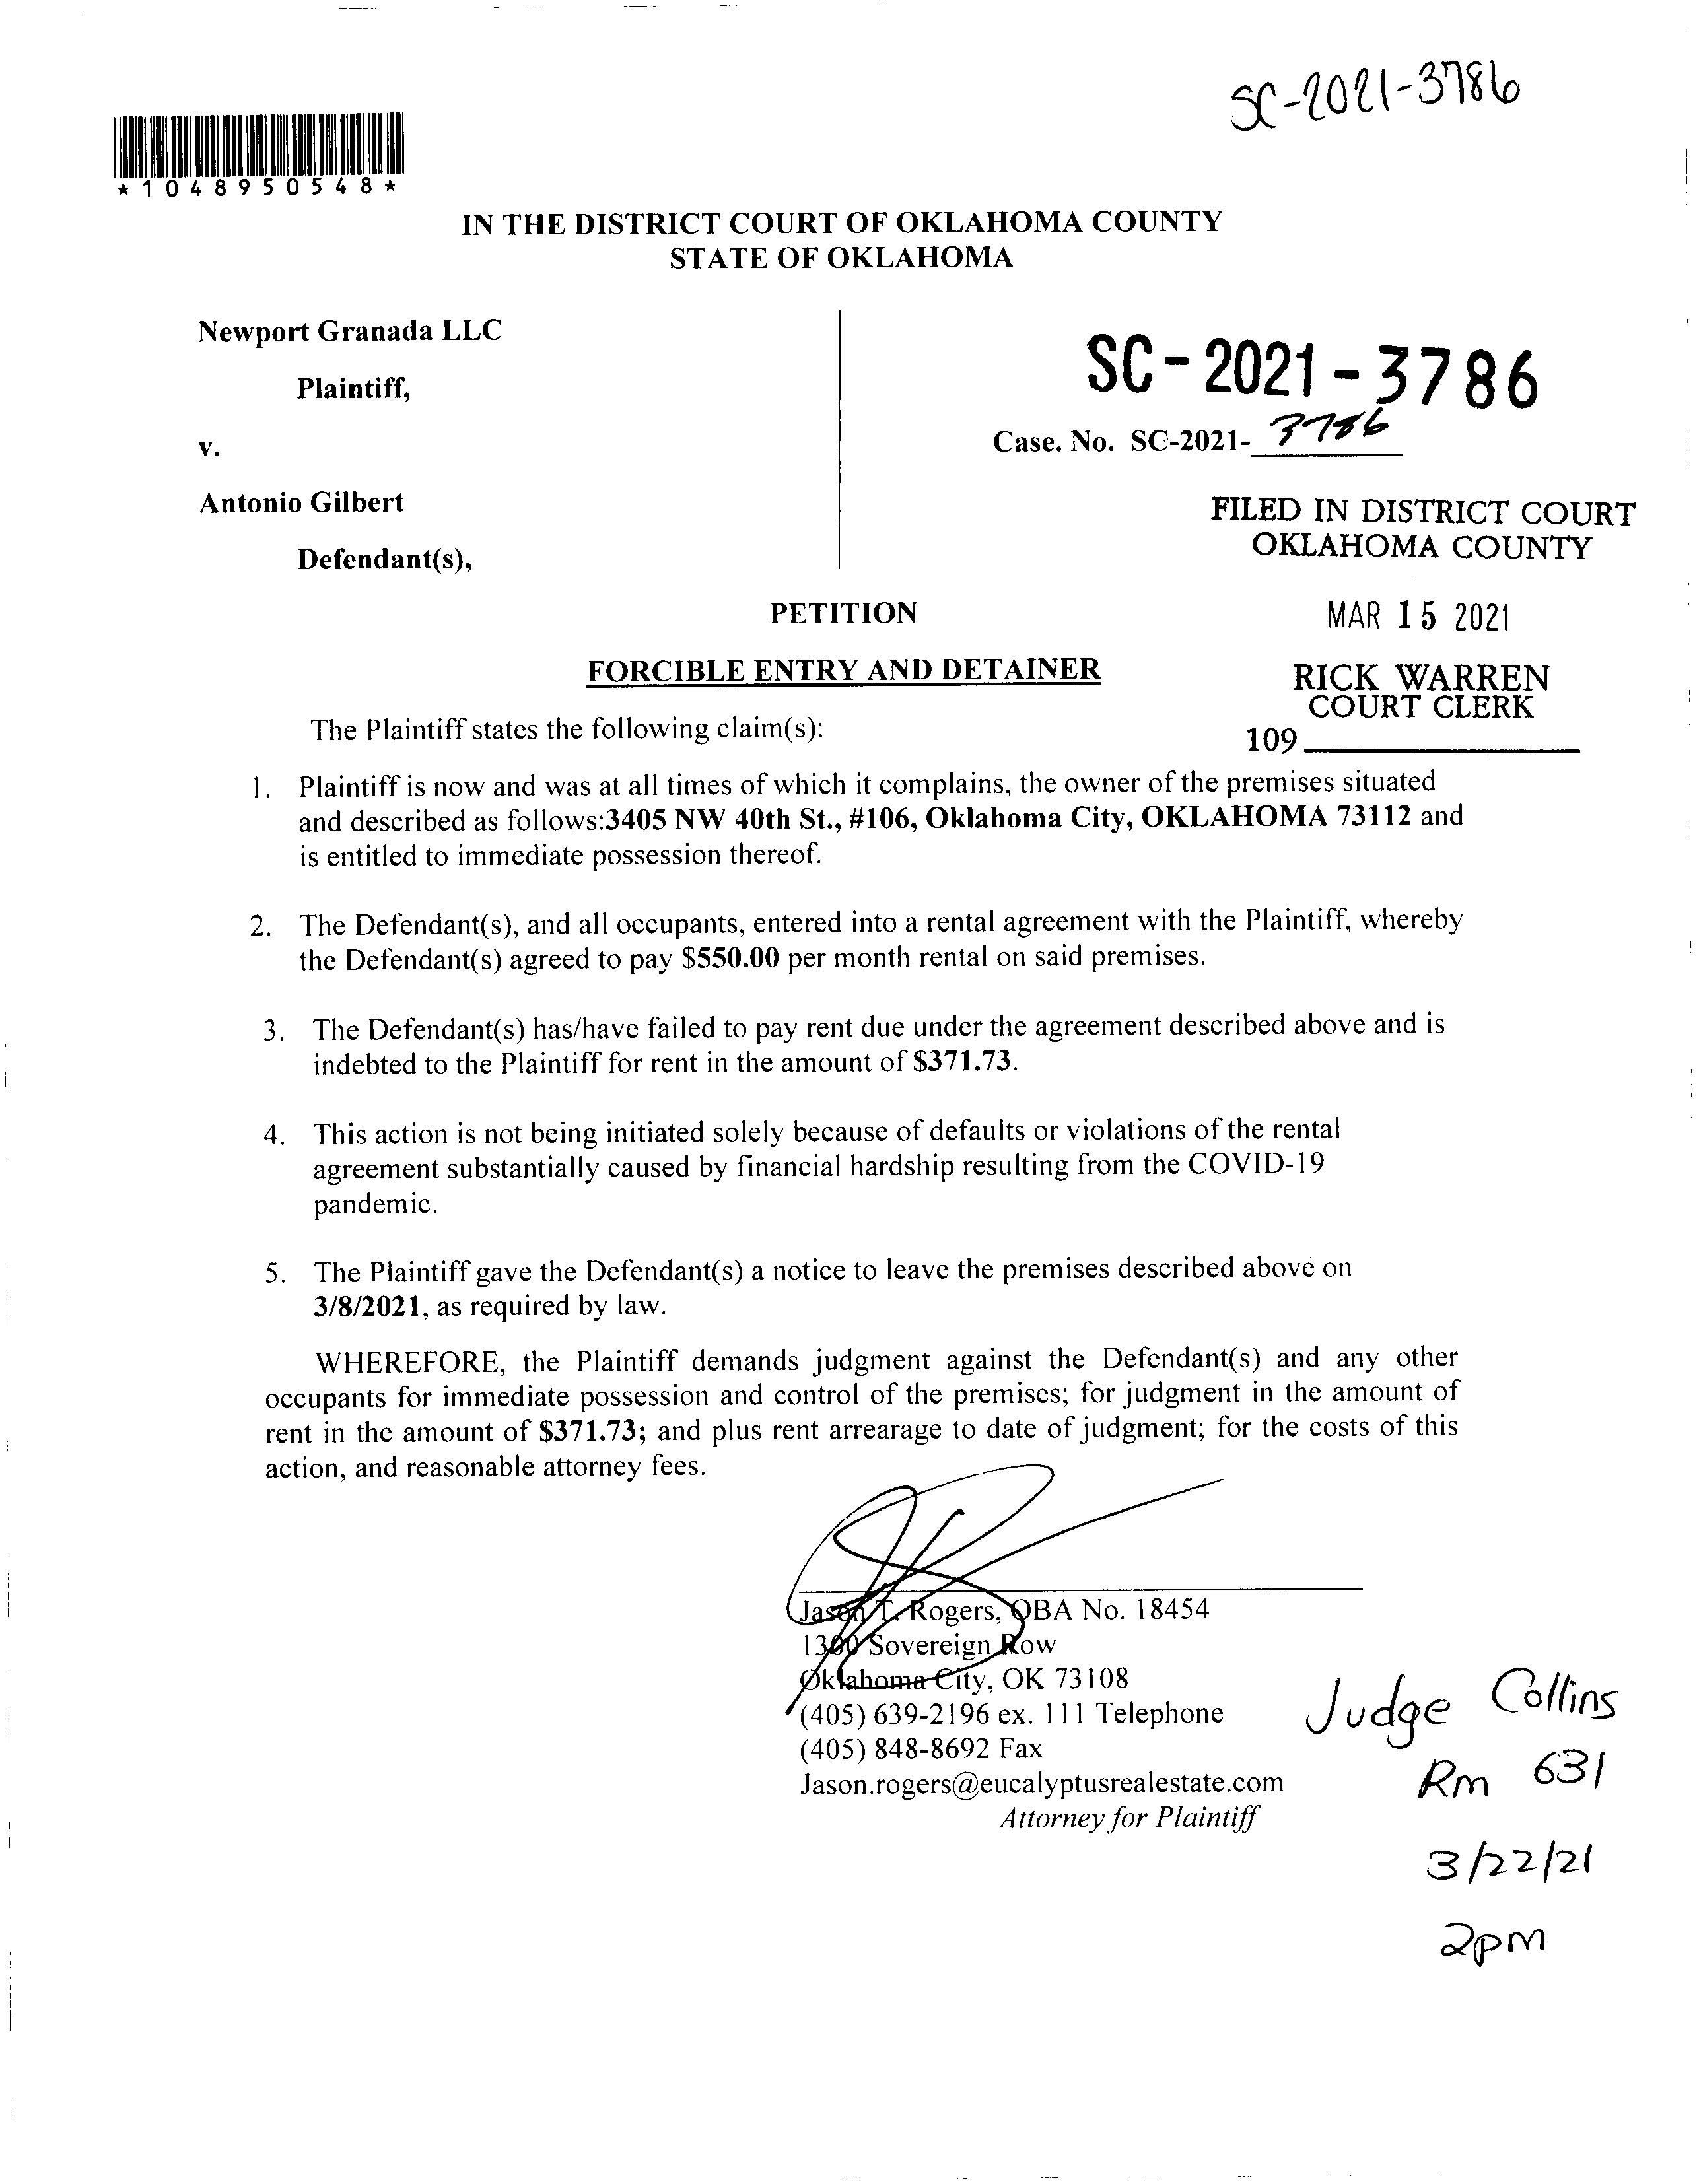 SC-2021-3786
*1048950548*
IN THE DISTRICT COURT OF OKLAHOMA COUNTY
STATE OF OKLAHOMA
Newport Granada LLC
Plaintiff,
v.
Antonio Gilbert
Defendant(s),
SC-2021-3786
Case. No. SC-2021- 3786
FILED IN DISTRICT COURT
OKLAHOMA COUNTY
MAR 15 2021
RICK WARREN
COURT CLERK
109
PETITION
FORCIBLE ENTRY AND DETAINER
The Plaintiff states the following claim(s):
1. Plaintiff is now and was at all times of which it complains, the owner of the premises situated
and described as follows:3405 NW 40th St., #106, Oklahoma City, OKLAHOMA 73112 and
is entitled to immediate possession thereof.
2. The Defendant(s), and all occupants, entered into a rental agreement with the Plaintiff, whereby
the Defendant(s) agreed to pay $550.00 per month rental on said premises.
3. The Defendant(s) has/have failed to pay rent due under the agreement described above and is
indebted to the Plaintiff for rent in the amount of $371.73.
4. This action is not being initiated solely because of defaults or violations of the rental
agreement substantially caused by financial hardship resulting from the COVID-19
pandemic.
5. The Plaintiff gave the Defendant(s) a notice to leave the premises described above on
3/8/2021, as required by law.
WHEREFORE, the Plaintiff demands judgment against the Defendant(s) and any other
occupants for immediate possession and control of the premises; for judgment in the amount of
rent in the amount of $371.73; and plus rent arrearage to date of judgment; for the costs of this
action, and reasonable attorney fees.
Jason T. Rogers, OBA No. 18454
1300 Sovereign Row
Oklahoma City, OK 73108
(405) 639-2196 ex. 111 Telephone
(405) 848-8692 Fax
Jason.rogers@eucalyptusrealestate.com
Attorney for Plaintiff
Judge Collins
Rm 631
3/22/21
2pm